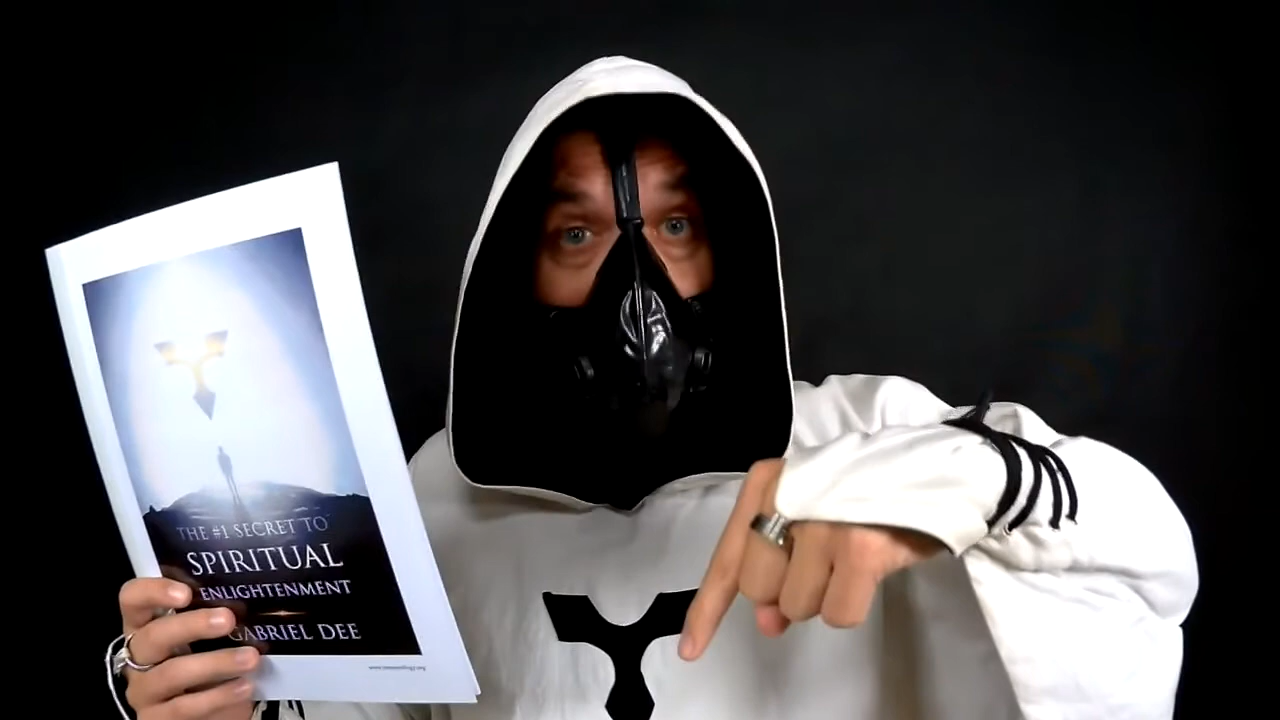 THE #1 SECRET TO
SPIRITUAL
ENLIGHTENMENT
GABRIEL DEE